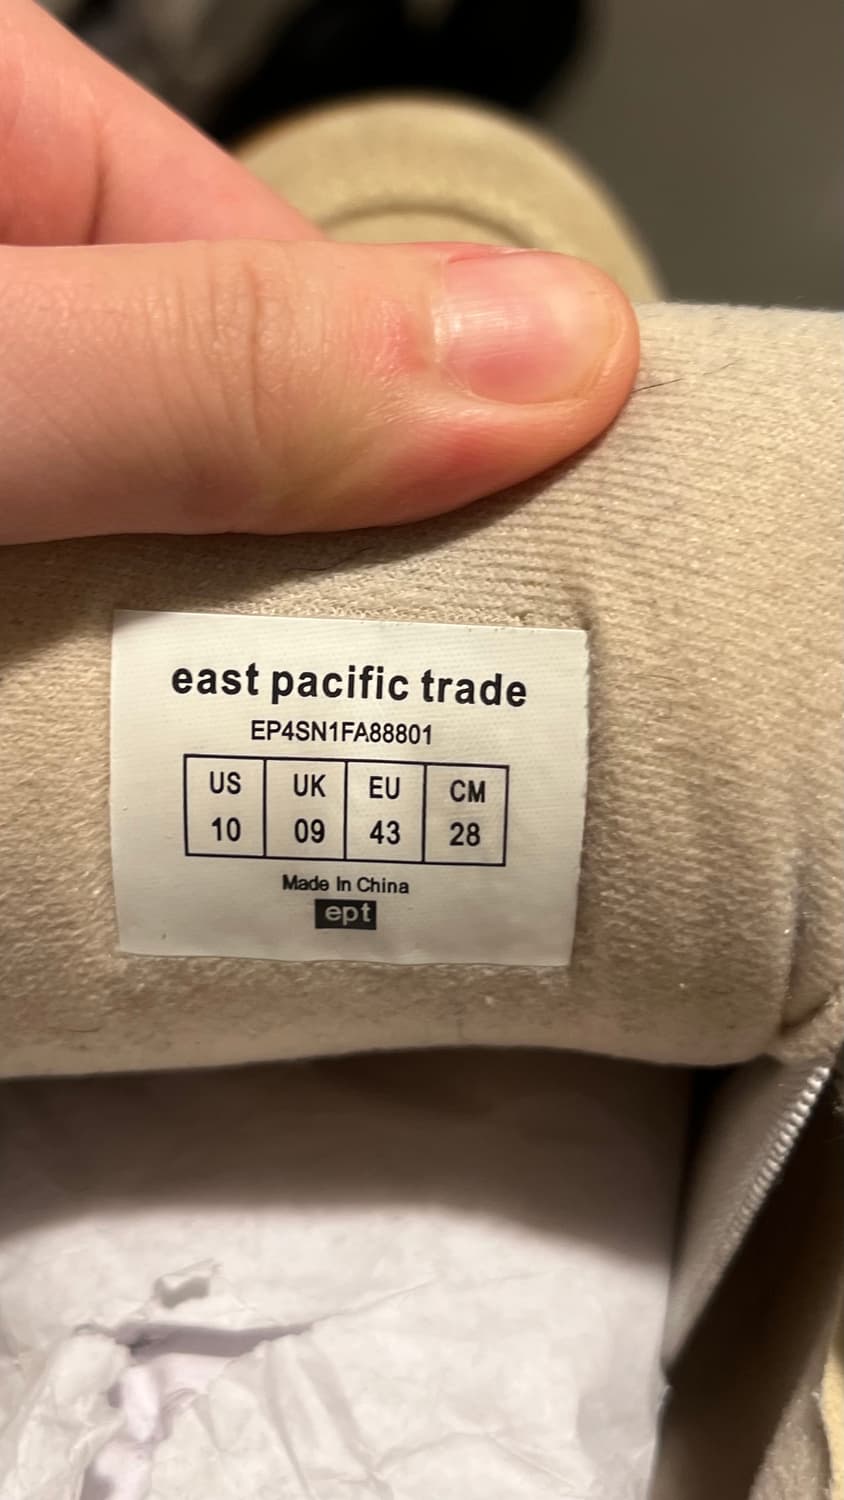 east pacific trade
EP4SN1FA88801
US UK EU CM
10 09 43 28
Made In China
ept